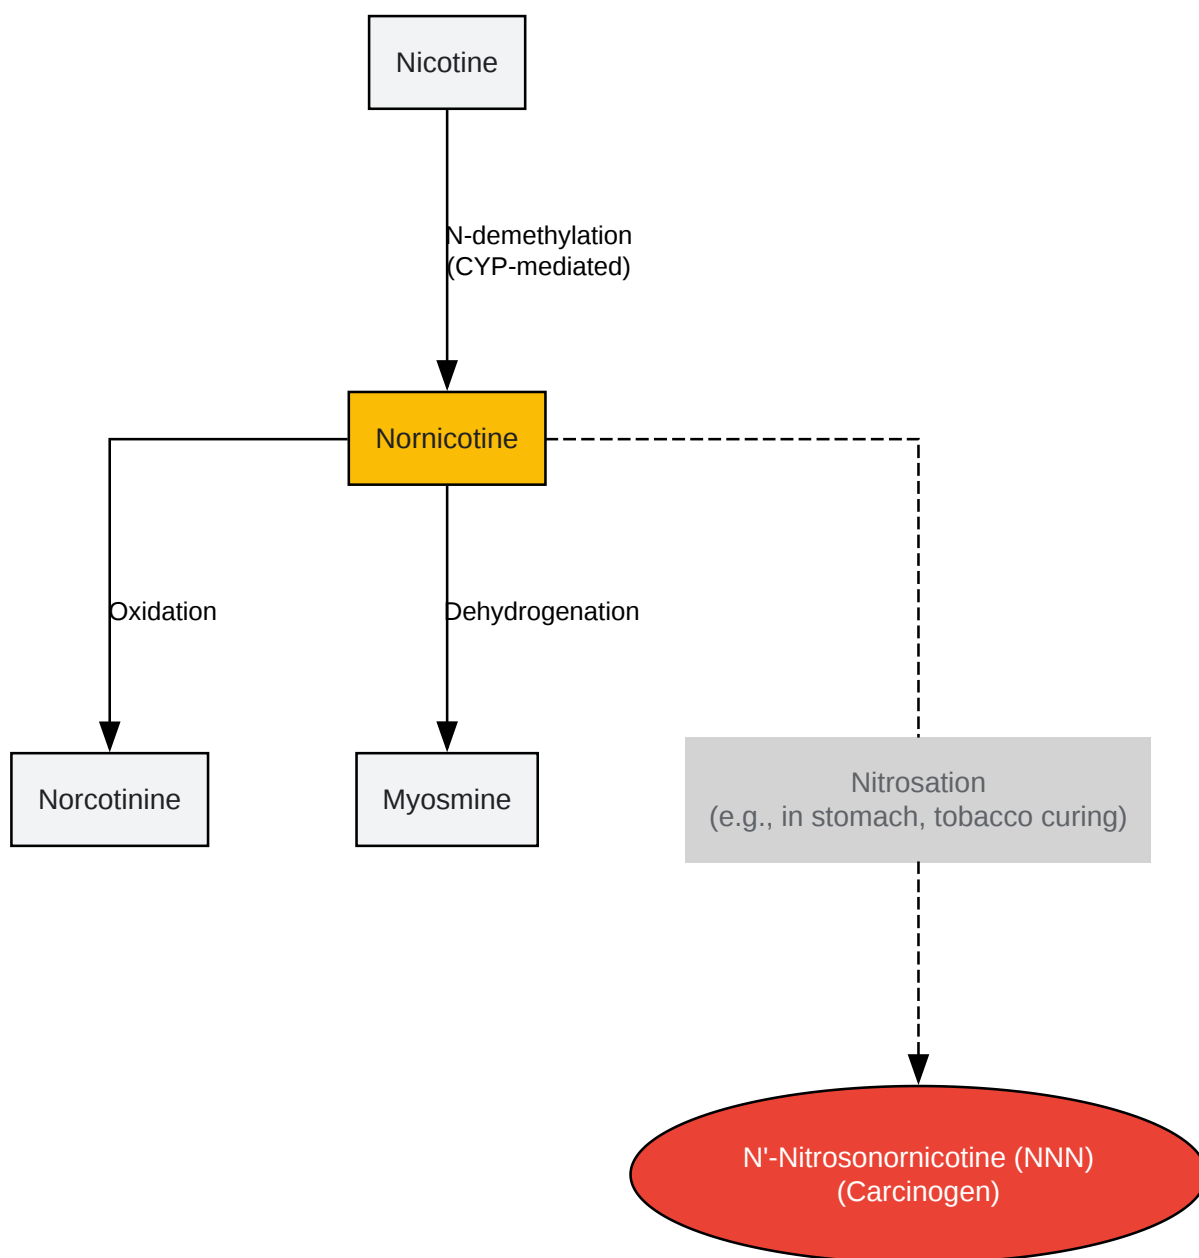 Nicotine
N-demethylation
(CYP-mediated)
Nornicotine
Oxidation
Dehydrogenation
Norcotinine
Myosmine
Nitrosation
(e.g., in stomach, tobacco curing)
N'-Nitrosonornicotine (NNN)
(Carcinogen)